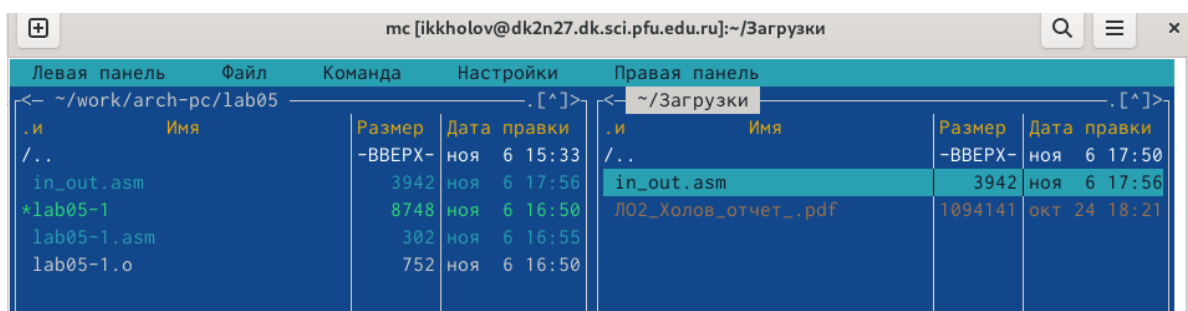 mc [ikkholov@dk2n27.dk.sci.pfu.edu.ru]:~/Загрузки
Левая панель Файл Команда Настройки Правая панель
<— ~/work/arch-pc/lab05 .[^]> <— ~/Загрузки .[^]>
.и Имя Размер Дата правки .и Имя Размер Дата правки
/.. -ВВЕРХ- ноя 6 15:33 /.. -ВВЕРХ- ноя 6 17:50
in_out.asm 3942 ноя 6 17:56 in_out.asm 3942 ноя 6 17:56
*lab05-1 8748 ноя 6 16:50 ЛО2_Холов_отчет_.pdf 1094141 окт 24 18:21
lab05-1.asm 302 ноя 6 16:55
lab05-1.o 752 ноя 6 16:50